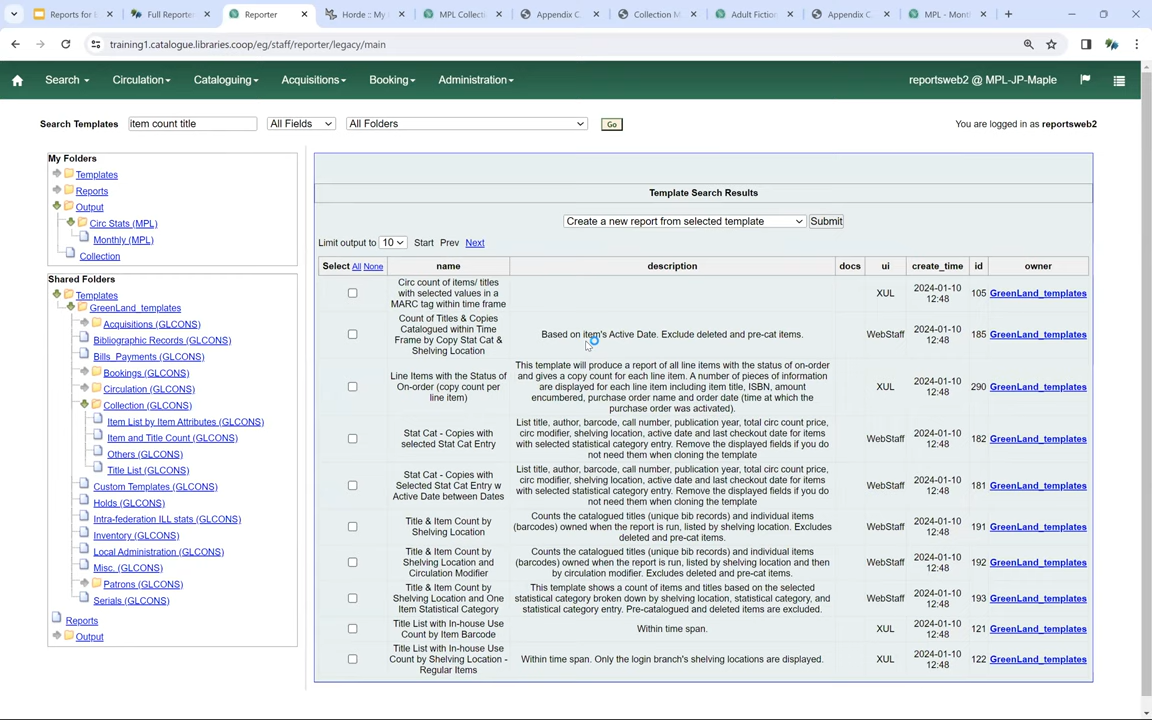 Reports for L
Full Reporter
Reporter
Horde :: My
MPL Collecti
Appendix C
Collection M
Adult Fiction
Appendix C
MPL - Mont
training1.catalogue.libraries.coop/eg/staff/reporter/legacy/main
Search Circulation Cataloguing Acquisitions Booking Administration reportsweb2 @ MPL-JP-Maple
Search Templates item count title All Fields All Folders Go You are logged in as reportsweb2
My Folders
Templates
Reports
Output
Circ Stats (MPL)
Monthly (MPL)
Collection
Shared Folders
Templates
GreenLand_templates
Acquisitions (GLCONS)
Bibliographic Records (GLCONS)
Bills_Payments (GLCONS)
Bookings (GLCONS)
Circulation (GLCONS)
Collection (GLCONS)
Item List by Item Attributes (GLCONS)
Item and Title Count (GLCONS)
Others (GLCONS)
Title List (GLCONS)
Custom Templates (GLCONS)
Holds (GLCONS)
Intra-federation ILL stats (GLCONS)
Inventory (GLCONS)
Local Administration (GLCONS)
Misc. (GLCONS)
Patrons (GLCONS)
Serials (GLCONS)
Reports
Output
Template Search Results
Create a new report from selected template Submit
Limit output to 10 Start Prev Next
Select All None name description docs ui create_time id owner
Circ count of items/ titles
with selected values in a
MARC tag within time frame
XUL
2024-01-10
12:48
105
GreenLand_templates
Count of Titles & Copies
Catalogued within Time
Frame by Copy Stat Cat &
Shelving Location
Based on item's Active Date. Exclude deleted and pre-cat items.
WebStaff
2024-01-10
12:48
185
GreenLand_templates
Line Items with the Status of
On-order (copy count per
line item)
This template will produce a report of all line items with the status of on-order
and gives a copy count for each line item. A number of pieces of information
are displayed for each line item including item title, ISBN, amount
encumbered, purchase order name and order date (time at which the
purchase order was activated).
XUL
2024-01-10
12:48
290
GreenLand_templates
Stat Cat - Copies with
selected Stat Cat Entry
List title, author, barcode, call number, publication year, total circ count, price,
circ modifier, shelving location, active date and last checkout date for items
with selected statistical category entry. Remove the displayed fields if you do
not need them when cloning the template
WebStaff
2024-01-10
12:48
182
GreenLand_templates
Stat Cat - Copies with
Selected Stat Cat Entry w
Active Date between Dates
List title, author, barcode, call number, publication year, total circ count, price,
circ modifier, shelving location, active date and last checkout date for items
with selected statistical category entry. Remove the displayed fields if you do
not need them when cloning the template
WebStaff
2024-01-10
12:48
181
GreenLand_templates
Title & Item Count by
Shelving Location
Counts the catalogued titles (unique bib records) and individual items
(barcodes) owned when the report is run, listed by shelving location. Excludes
deleted and pre-cat items.
WebStaff
2024-01-10
12:48
191
GreenLand_templates
Title & Item Count by
Shelving Location and
Circulation Modifier
Counts the catalogued titles (unique bib records) and individual items
(barcodes) owned when the report is run, listed by shelving location and then
by circulation modifier. Excludes deleted and pre-cat items.
WebStaff
2024-01-10
12:48
192
GreenLand_templates
Title & Item Count by
Shelving Location and One
Item Statistical Category
This template shows a count of items and titles based on the selected
statistical category broken down by shelving location, statistical category, and
statistical category entry. Pre-catalogued and deleted items are excluded.
WebStaff
2024-01-10
12:48
193
GreenLand_templates
Title List with In-house Use
Count by Item Barcode
Within time span.
XUL
2024-01-10
12:48
121
GreenLand_templates
Title List with In-house Use
Count by Shelving Location -
Regular Items
Within time span. Only the login branch's shelving locations are displayed.
XUL
2024-01-10
12:48
122
GreenLand_templates